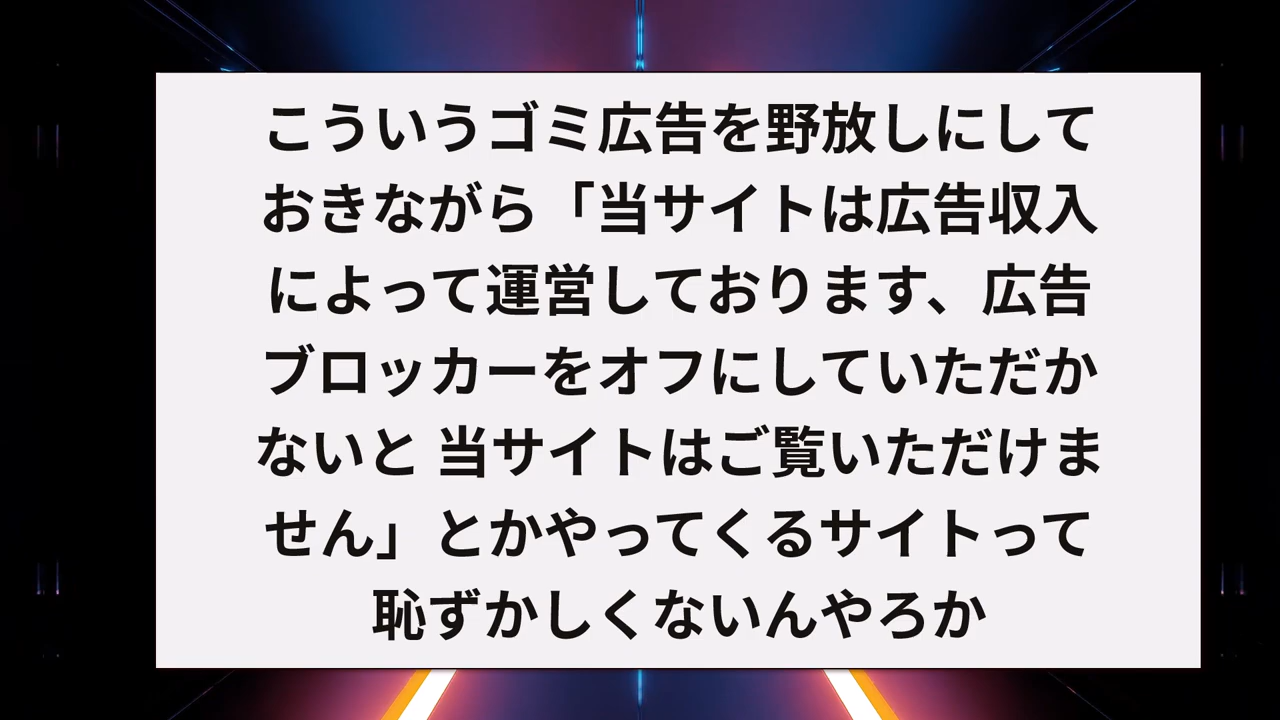 こういうゴミ広告を野放しにして
おきながら「当サイトは広告収入
によって運営しております、広告
ブロッカーをオフにしていただか
ないと 当サイトはご覧いただけま
せん」とかやってくるサイトって
恥ずかしくないんやろか